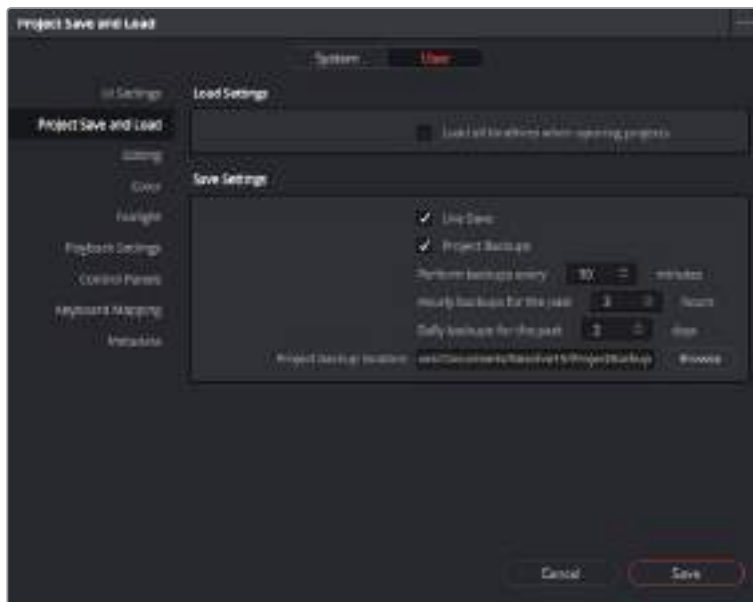 Project Save and Load
System User
UI Settings
Load Settings
Project Save and Load
Load all timelines when opening projects
Editing
Save Settings
Color
Fairlight
Live Save
Playback Settings
Project Backups
Control Panels
Perform backups every 10 minutes
Keyboard Mapping
Hourly backups for the past hours
Metadata
Daily backups for the past days
Project backup location Browse
Cancel Save